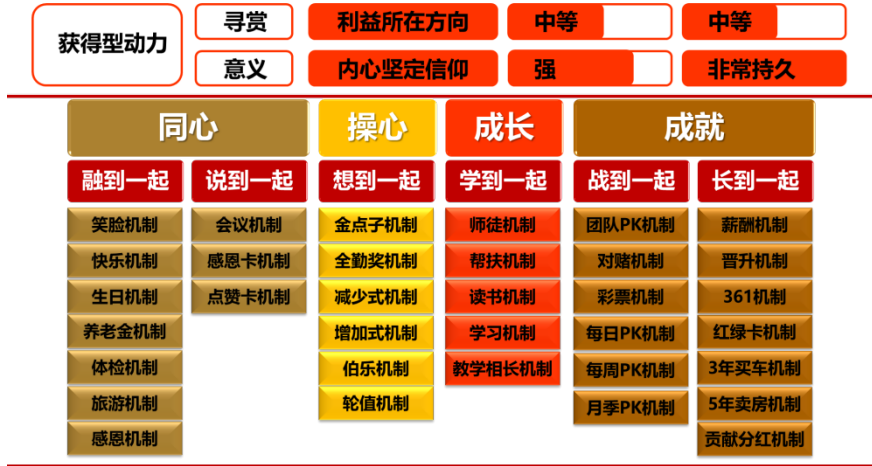 获得型动力
寻赏 利益所在方向 中等 中等
意义 内心坚定信仰 强 非常持久
同心 操心 成长 成就
融到一起 说到一起 想到一起 学到一起 战到一起 长到一起
笑脸机制 会议机制 金点子机制 师徒机制 团队PK机制 薪酬机制
快乐机制 感恩卡机制 全勤奖机制 帮扶机制 对赌机制 晋升机制
生日机制 点赞卡机制 减少式机制 读书机制 彩票机制 361机制
养老金机制 增加式机制 学习机制 每日PK机制 红绿卡机制
体检机制 伯乐机制 教学相长机制 每周PK机制 3年买车机制
旅游机制 轮值机制 月季PK机制 5年卖房机制
感恩机制 贡献分红机制